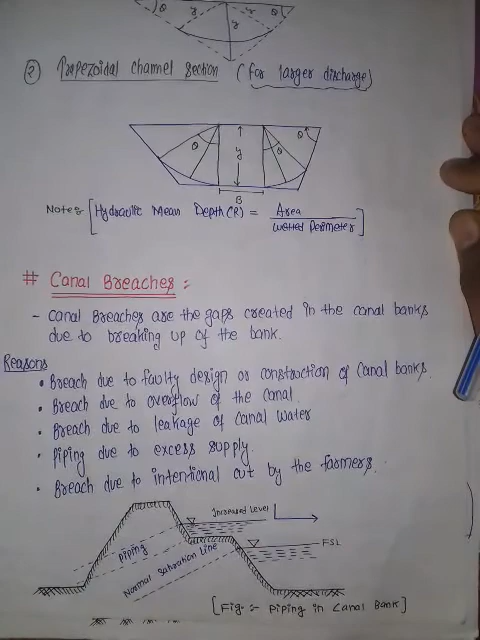 θ y y θ
y
② Trapezoidal channel section (for larger discharge)
θ y θ θ
B
Notes [Hydraulic Mean Depth(R) = Area / Wetted Perimeter]
# Canal Breaches :
- Canal Breaches are the gaps created in the canal banks
due to breaking up of the bank.
Reasons
• Breach due to faulty design or construction of Canal banks.
• Breach due to overflow of the canal
• Breach due to leakage of canal water
• Piping due to excess supply.
• Breach due to intentional cut by the farmers.
Increased Level
Piping
FSL
Normal Saturation Line
[Fig :- Piping in Canal Bank]